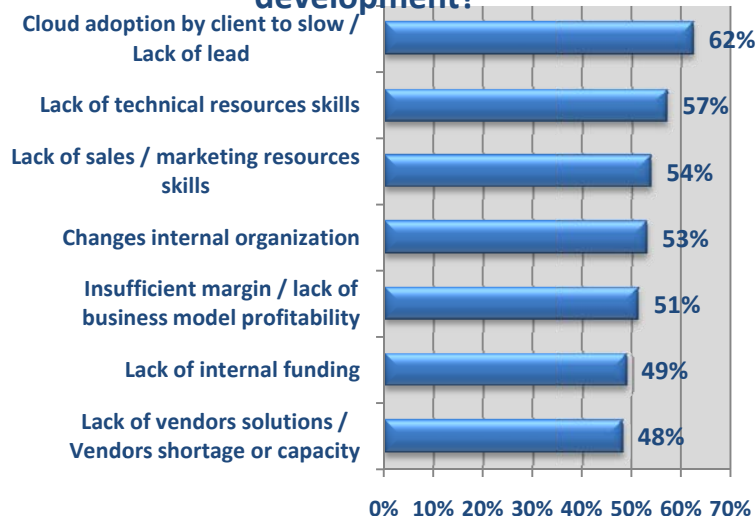 development?
Cloud adoption by client to slow /
Lack of lead
62%
Lack of technical resources skills
57%
Lack of sales / marketing resources
skills
54%
Changes internal organization
53%
Insufficient margin / lack of
business model profitability
51%
Lack of internal funding
49%
Lack of vendors solutions /
Vendors shortage or capacity
48%
0% 10% 20% 30% 40% 50% 60% 70%